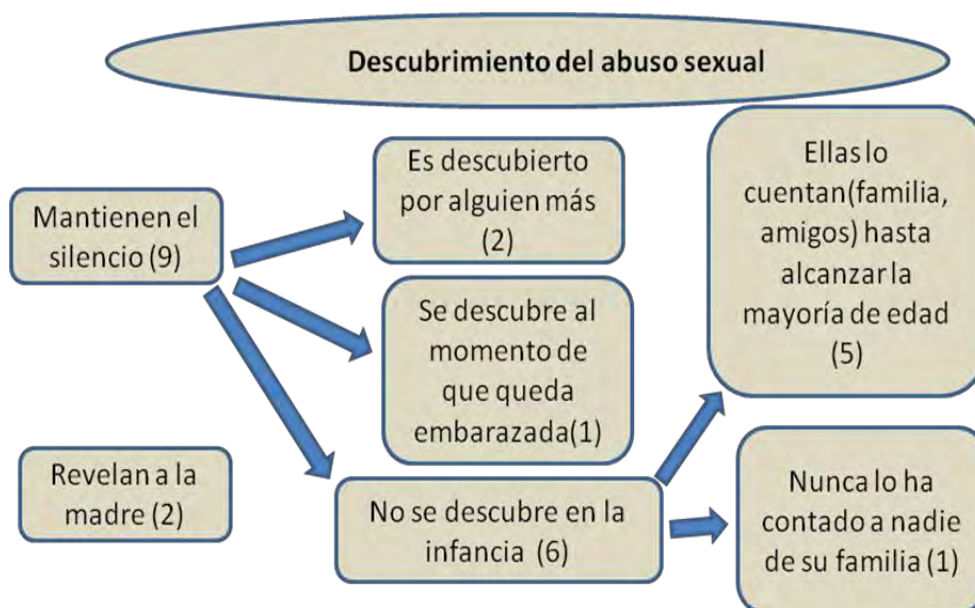 Descubrimiento del abuso sexual
Mantienen el
silencio (9)
Es descubierto
por alguien más
(2)
Se descubre al
momento de
que queda
embarazada(1)
No se descubre en la
infancia (6)
Ellas lo
cuentan(familia,
amigos) hasta
alcanzar la
mayoría de edad
(5)
Nunca lo ha
contado a nadie
de su familia (1)
Revelan a la
madre (2)